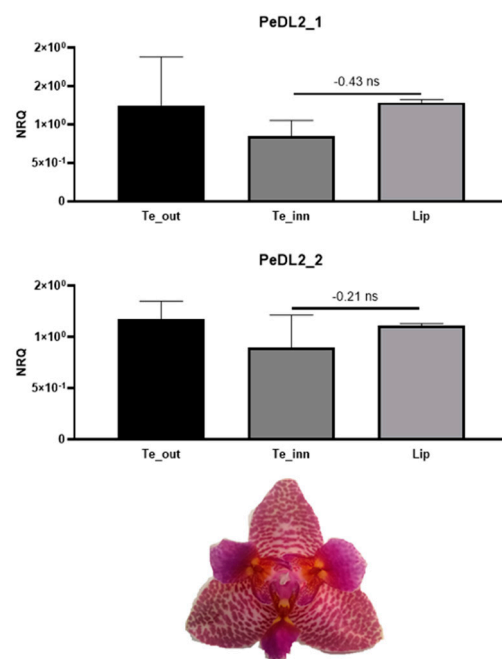 PeDL2_1
NRQ
2×10⁰
2×10⁰
1×10⁰
5×10⁻¹
0
-0.43 ns
Te_out Te_inn Lip
PeDL2_2
NRQ
2×10⁰
1×10⁰
5×10⁻¹
0
-0.21 ns
Te_out Te_inn Lip